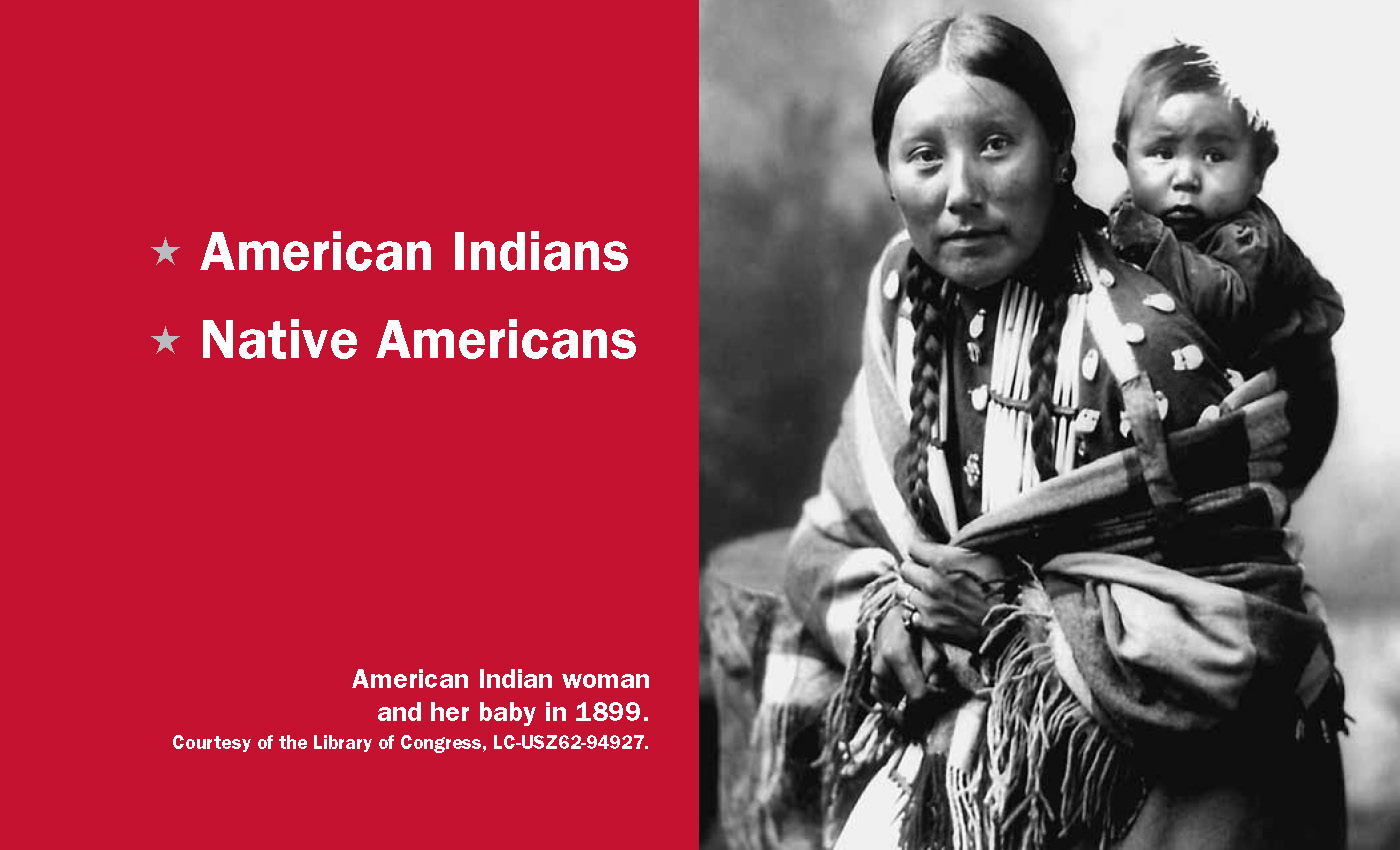 ★ American Indians
★ Native Americans
American Indian woman
and her baby in 1899.
Courtesy of the Library of Congress, LC-USZ62-94927.